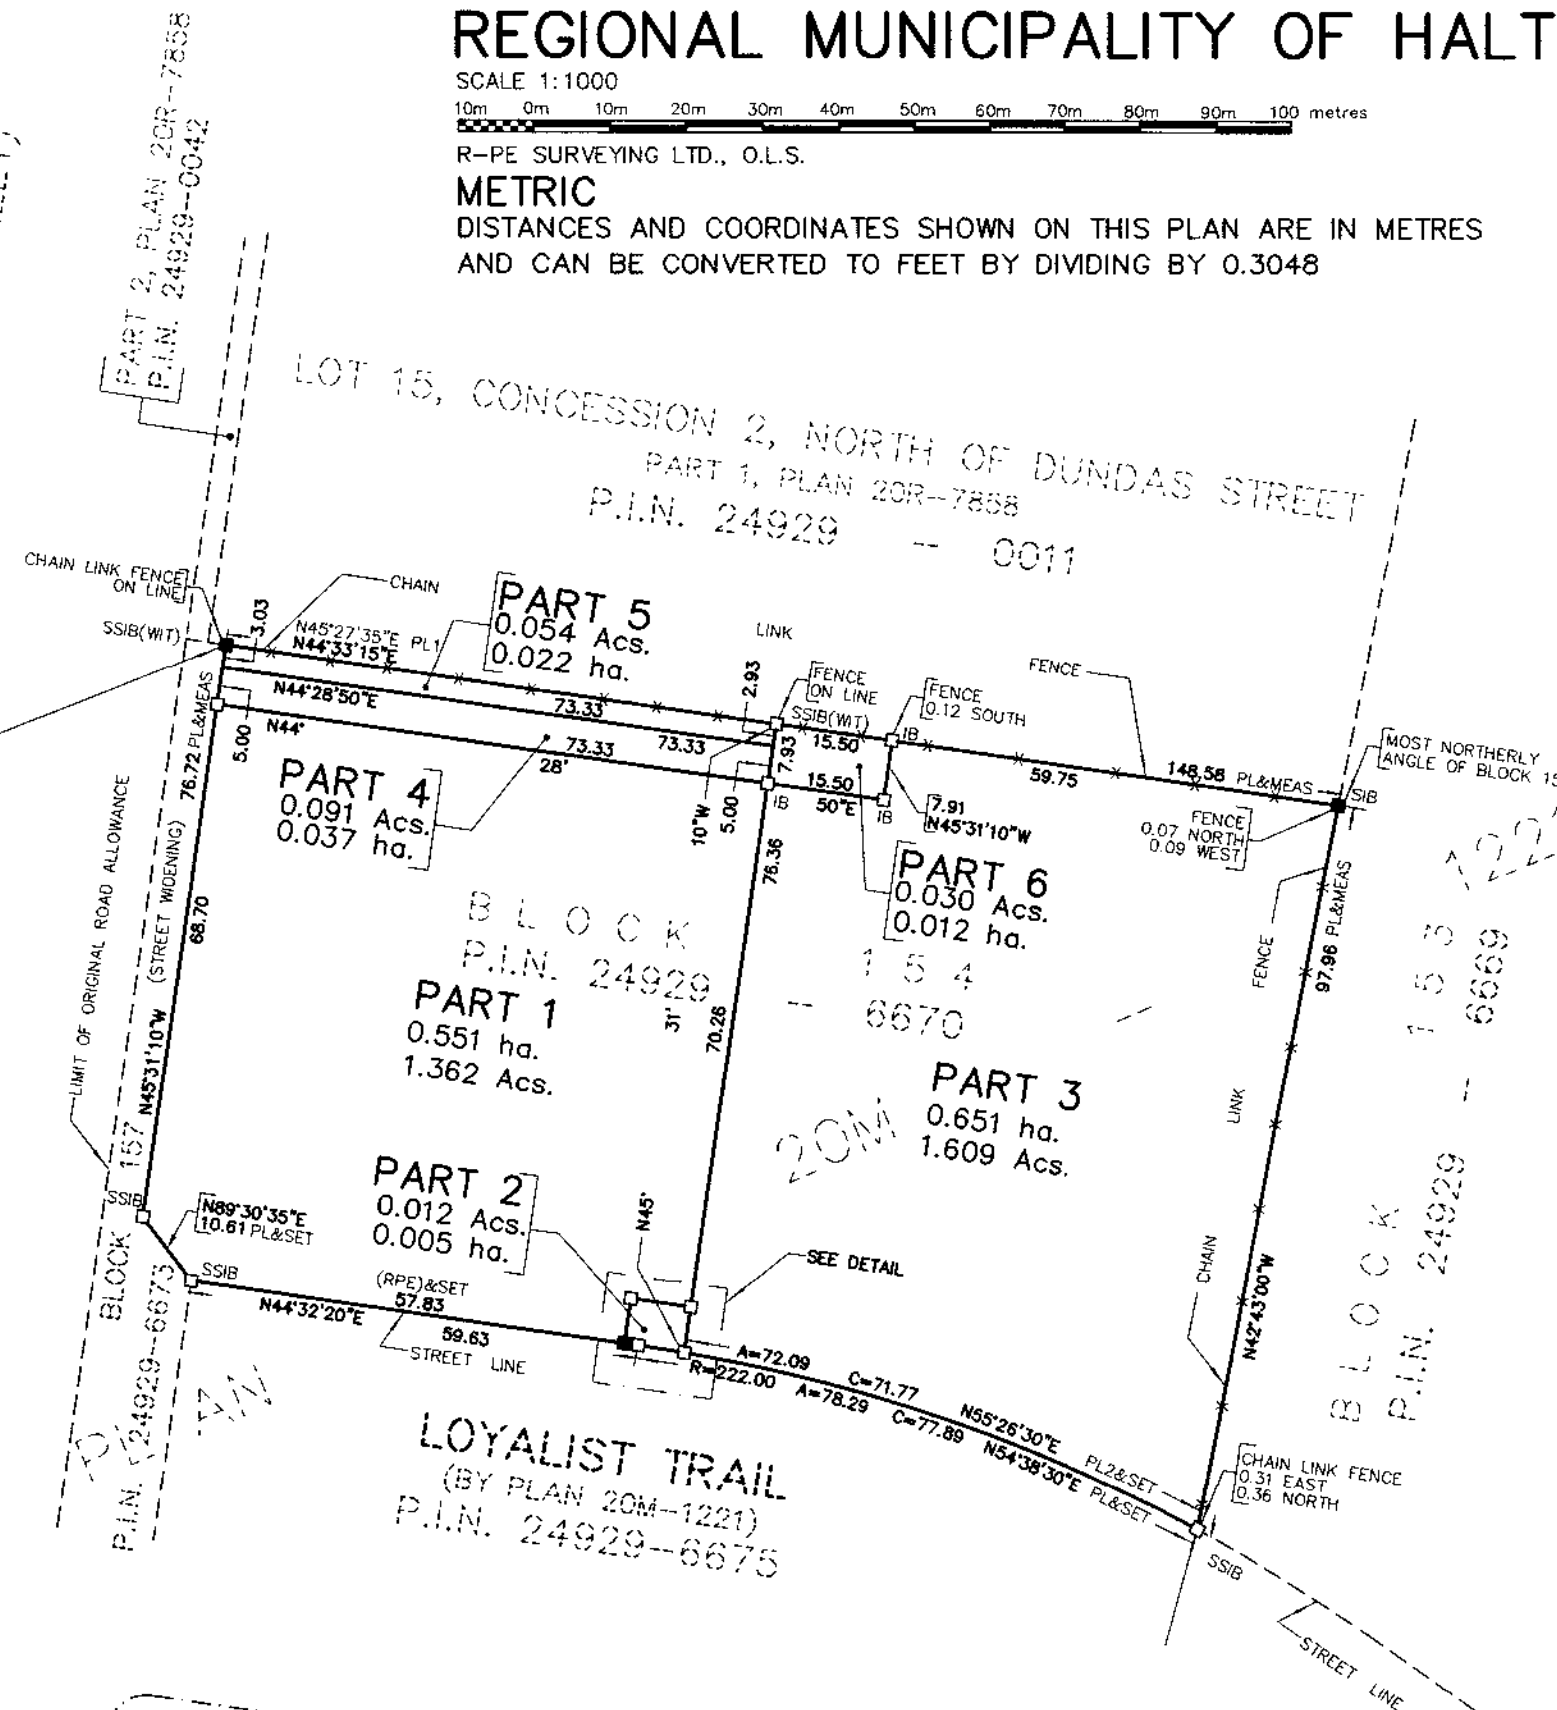 REGIONAL MUNICIPALITY OF HALT
SCALE 1:1000
10m 0m 10m 20m 30m 40m 50m 60m 70m 80m 90m 100 metres
R-PE SURVEYING LTD., O.L.S.
METRIC
DISTANCES AND COORDINATES SHOWN ON THIS PLAN ARE IN METRES
AND CAN BE CONVERTED TO FEET BY DIVIDING BY 0.3048
PART 2, PLAN 20R-7858
P.I.N. 24929-0042
LOT 15, CONCESSION 2, NORTH OF DUNDAS STREET
PART 1, PLAN 20R-7858
P.I.N. 24929 - 0011
CHAIN LINK FENCE
ON LINE
SSIB(WIT)
3.03
CHAIN
N45°27'35"E PL1
N44°33'15"E
PART 5
0.054 Acs.
0.022 ha.
LINK
2.93
FENCE
ON LINE
SSIB(WIT)
FENCE
0.12 SOUTH
IB
FENCE
N44°28'50"E
73.33
15.50
59.75
148.58 PL&MEAS
SIB
MOST NORTHERLY
ANGLE OF BLOCK 15
76.72 PL&MEAS
5.00
N44°
73.33
73.33
28'
7.93
5.00
10"W
15.50
50"E
IB
IB
7.91
N45°31'10"W
FENCE
0.07 NORTH
0.09 WEST
PART 4
0.091 Acs.
0.037 ha.
76.36
PART 6
0.030 Acs.
0.012 ha.
LIMIT OF ORIGINAL ROAD ALLOWANCE
(STREET WIDENING)
68.70
N45°31'10"W
BLOCK
P.I.N. 24929
154
- 6670
PART 1
0.551 ha.
1.362 Acs.
31'
70.26
20M
PART 3
0.651 ha.
1.609 Acs.
FENCE
LINK
CHAIN
97.96 PL&MEAS
N42°43'00"W
BLOCK 153
P.I.N. 24929 - 6669
BLOCK 157
P.I.N. 24929-6673
SSIB
N89°30'35"E
10.61 PL&SET
SSIB
PART 2
0.012 Acs.
0.005 ha.
N45°
SEE DETAIL
(RPE)&SET
57.83
N44°32'20"E
59.63
STREET LINE
A=72.09
C=71.77
N55°26'30"E
PL2&SET
R=222.00
A=78.29
C=77.89
N54°38'30"E PL&SET
CHAIN LINK FENCE
0.31 EAST
0.36 NORTH
SSIB
LOYALIST TRAIL
(BY PLAN 20M-1221)
P.I.N. 24929-6675
STREET LINE